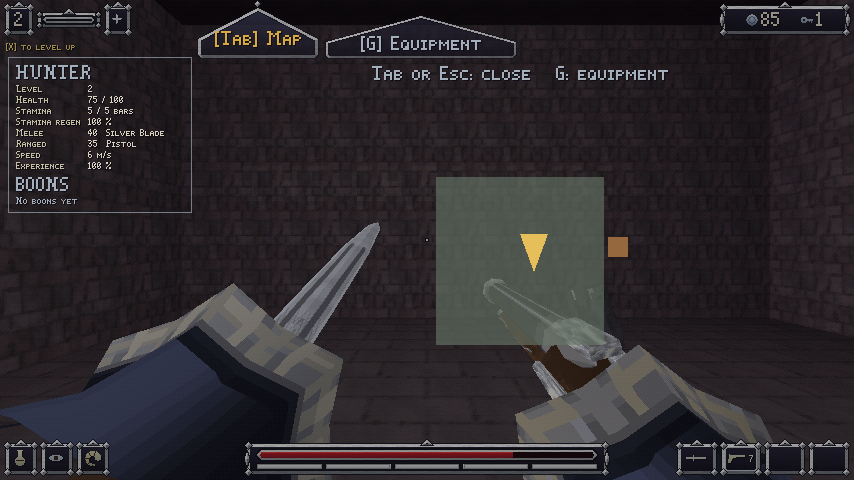 2
+
[Tab] Map
[G] Equipment
85
1
[X] to level up
Tab or Esc: close G: equipment
Hunter
Level 2
Health 75 / 100
Stamina 5 / 5 bars
Stamina regen 100 %
Melee 40 Silver Blade
Ranged 35 Pistol
Speed 6 m/s
Experience 100 %
Boons
No boons yet
7